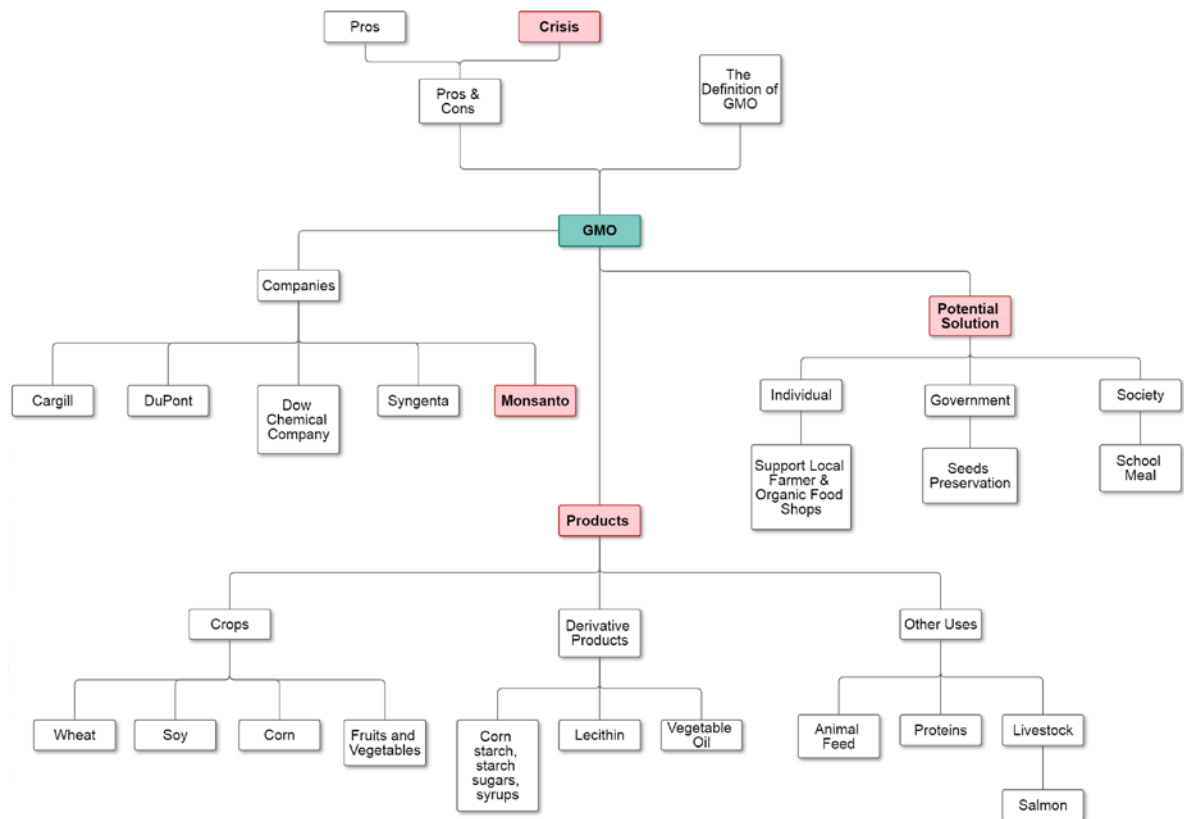 Pros
Crisis
Pros &
Cons
The
Definition of
GMO
GMO
Companies
Cargill
DuPont
Dow
Chemical
Company
Syngenta
Monsanto
Potential
Solution
Individual
Government
Society
Support Local
Farmer &
Organic Food
Shops
Seeds
Preservation
School
Meal
Products
Crops
Derivative
Products
Other Uses
Wheat
Soy
Corn
Fruits and
Vegetables
Corn
starch,
starch
sugars,
syrups
Lecithin
Vegetable
Oil
Animal
Feed
Proteins
Livestock
Salmon